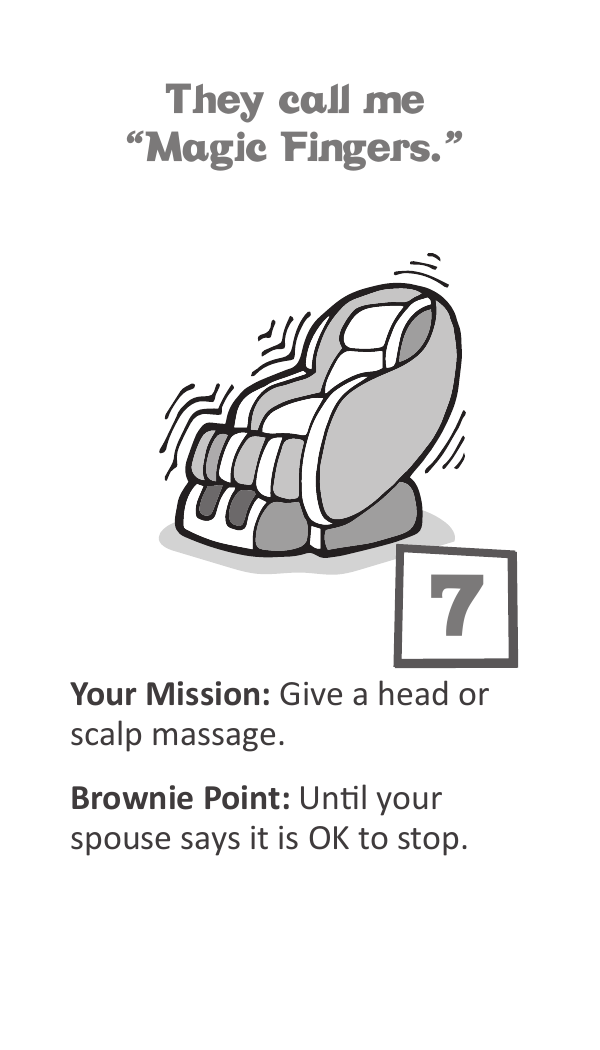 They call me
“Magic Fingers.”
7
Your Mission: Give a head or
scalp massage.
Brownie Point: Until your
spouse says it is OK to stop.